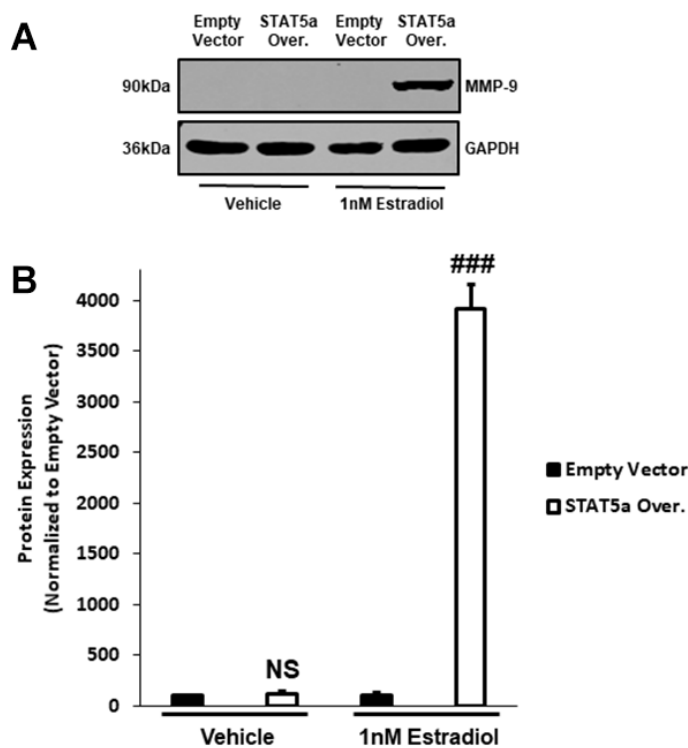 A
Empty Vector
STAT5a Over.
Empty Vector
STAT5a Over.
90kDa
MMP-9
36kDa
GAPDH
Vehicle
1nM Estradiol
B
###
4000
3500
3000
2500
2000
1500
1000
500
0
Protein Expression
(Normalized to Empty Vector)
NS
Empty Vector
STAT5a Over.
Vehicle
1nM Estradiol